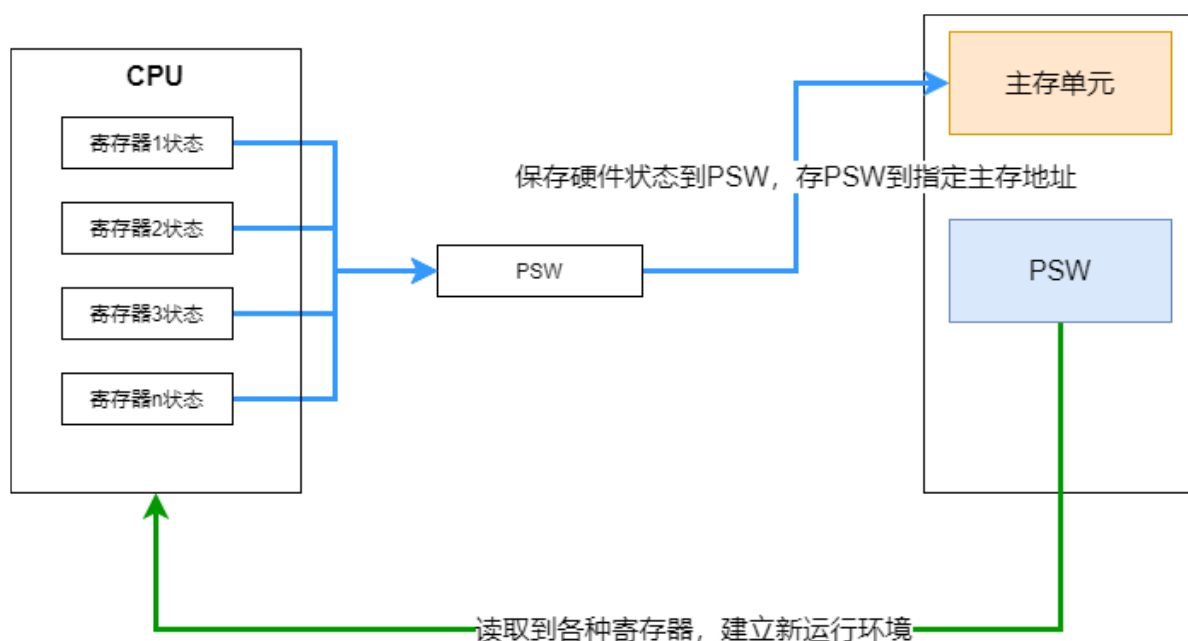 CPU
寄存器1状态
寄存器2状态
寄存器3状态
寄存器n状态
PSW
保存硬件状态到PSW，存PSW到指定主存地址
主存单元
PSW
读取到各种寄存器，建立新运行环境